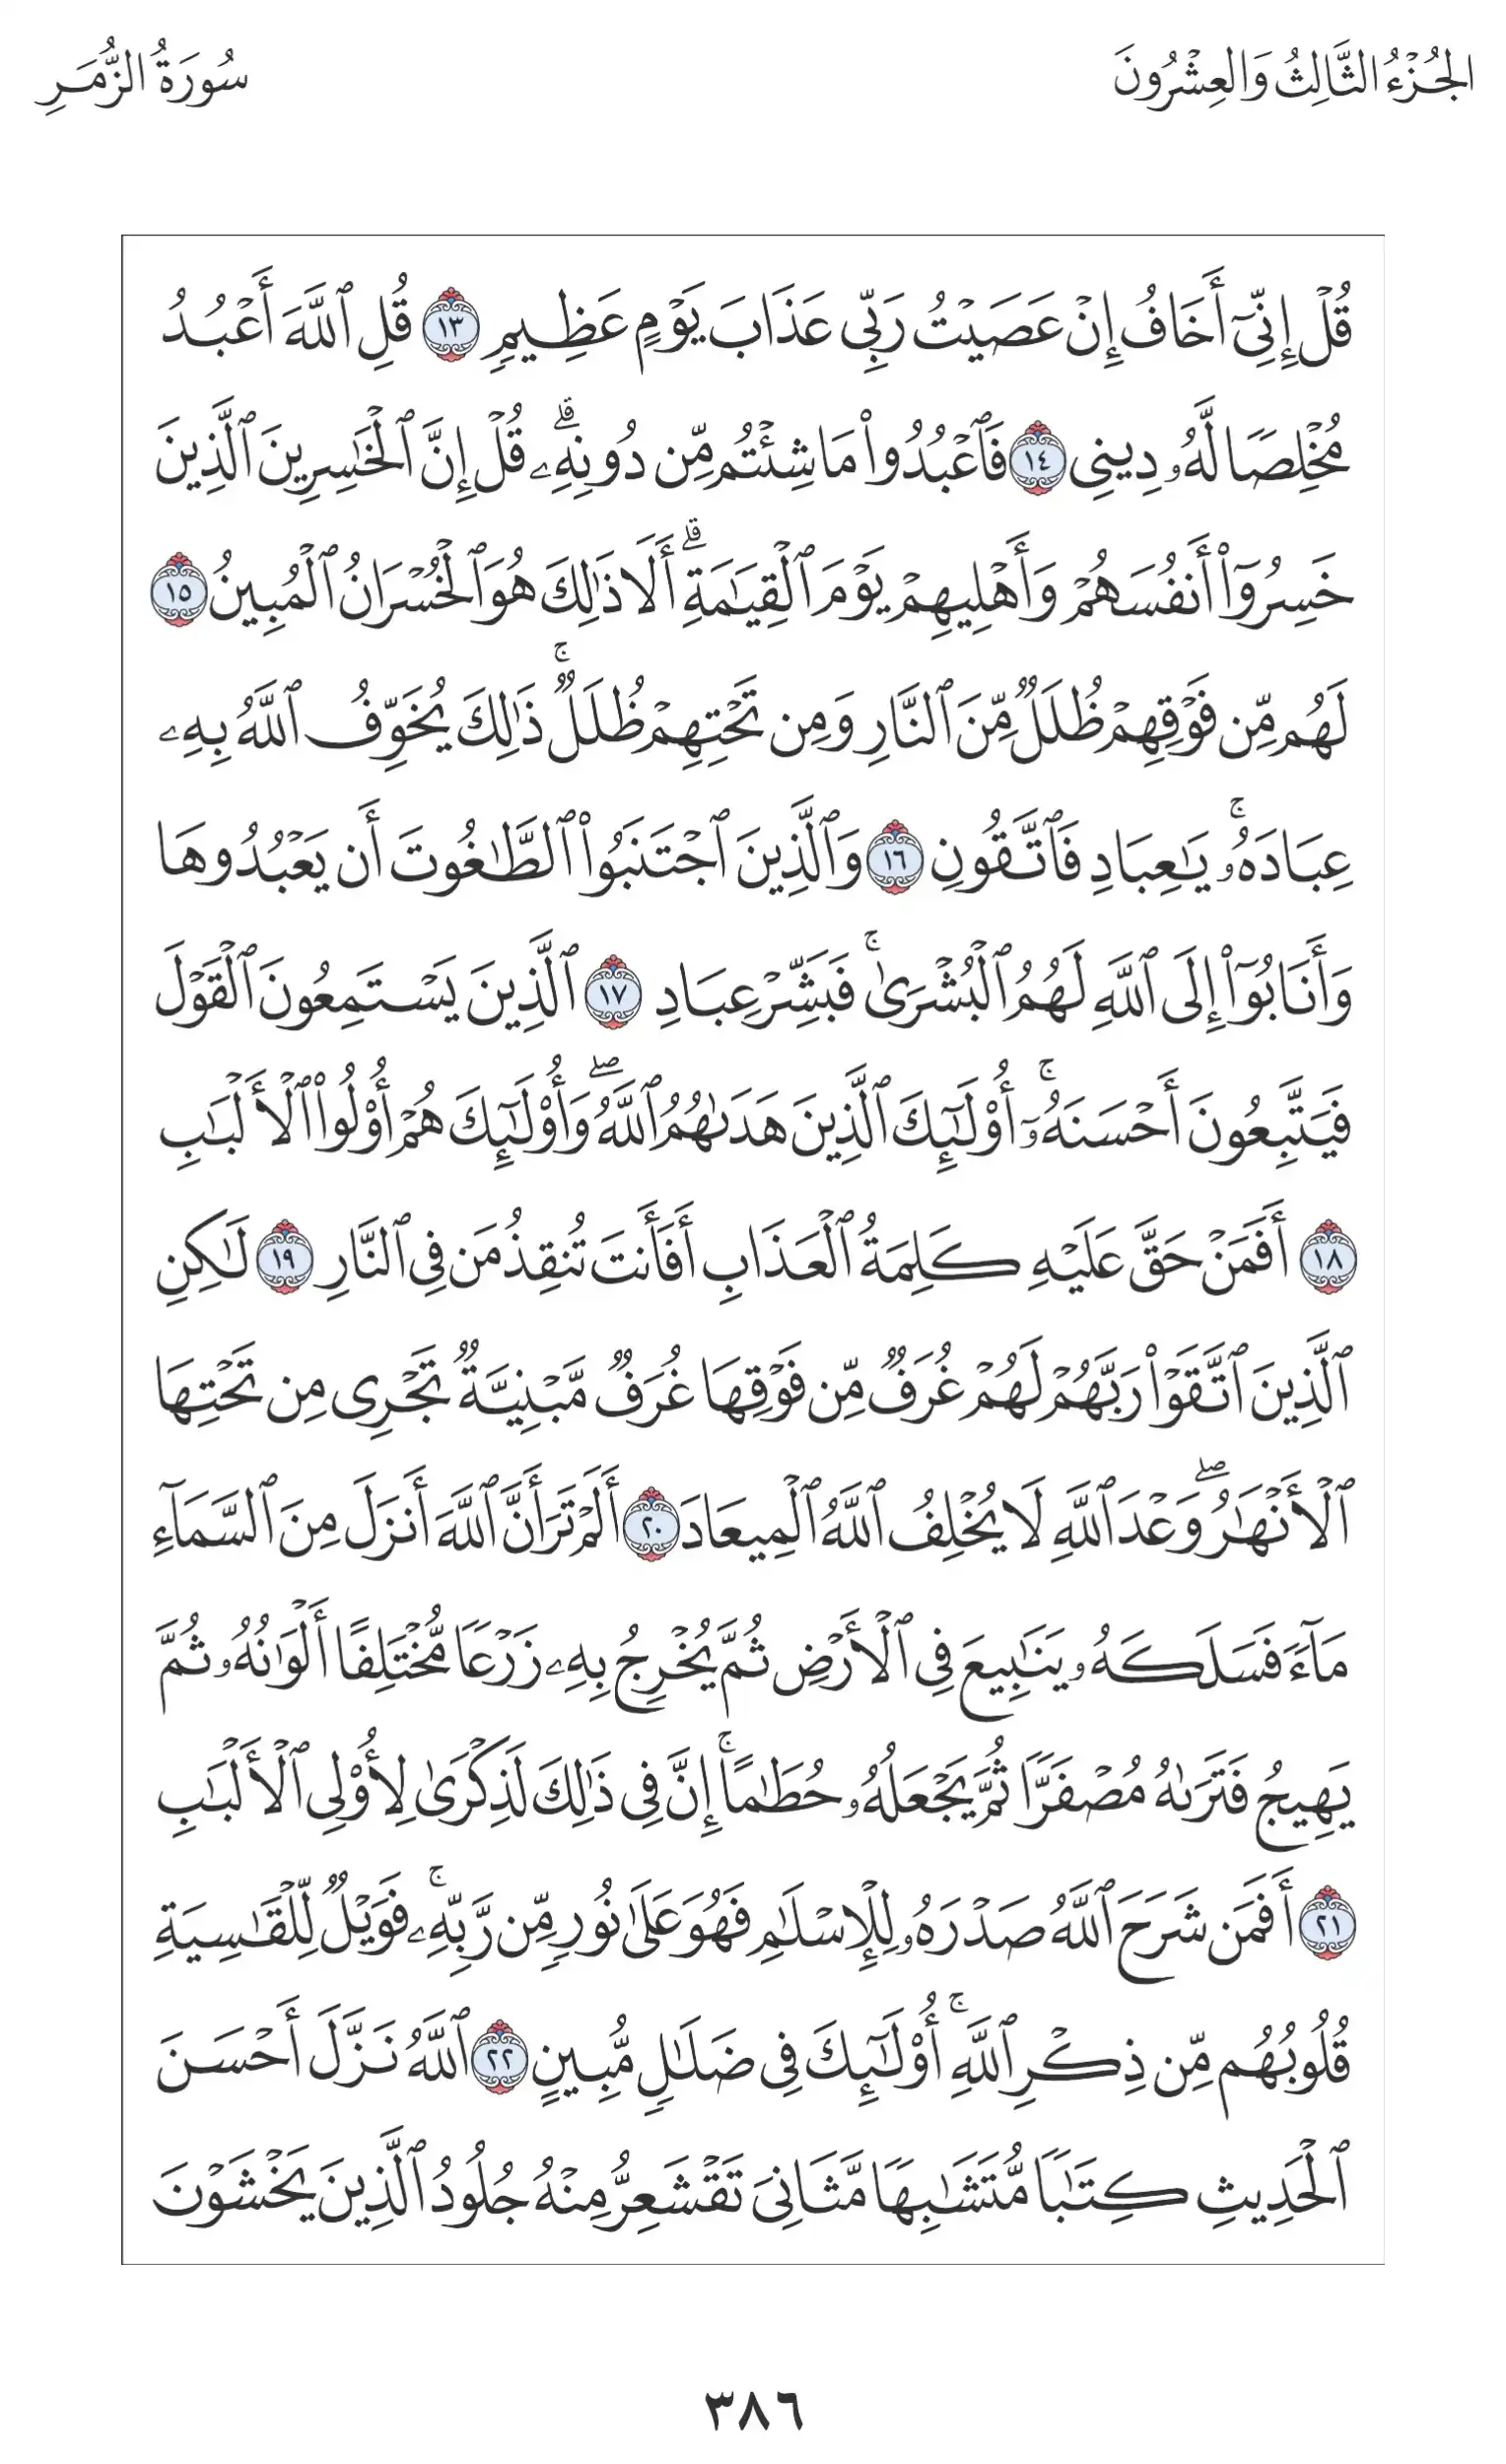 الجُزْءُ الثَّالِثُ وَالعِشْرُونَ
سُورَةُ الزُّمَرِ
قُلْ إِنِّىٓ أَخَافُ إِنْ عَصَيْتُ رَبِّى عَذَابَ يَوْمٍ عَظِيمٍ ١٣ قُلِ ٱللَّهَ أَعْبُدُ
مُخْلِصًا لَّهُۥ دِينِى ١٤ فَٱعْبُدُوا۟ مَا شِئْتُم مِّن دُونِهِۦ ۗ قُلْ إِنَّ ٱلْخَـٰسِرِينَ ٱلَّذِينَ
خَسِرُوٓا۟ أَنفُسَهُمْ وَأَهْلِيهِمْ يَوْمَ ٱلْقِيَـٰمَةِ ۗ أَلَا ذَٰلِكَ هُوَ ٱلْخُسْرَانُ ٱلْمُبِينُ ١٥
لَهُم مِّن فَوْقِهِمْ ظُلَلٌ مِّنَ ٱلنَّارِ وَمِن تَحْتِهِمْ ظُلَلٌ ۚ ذَٰلِكَ يُخَوِّفُ ٱللَّهُ بِهِۦ
عِبَادَهُۥ ۚ يَـٰعِبَادِ فَٱتَّقُونِ ١٦ وَٱلَّذِينَ ٱجْتَنَبُوا۟ ٱلطَّـٰغُوتَ أَن يَعْبُدُوهَا
وَأَنَابُوٓا۟ إِلَى ٱللَّهِ لَهُمُ ٱلْبُشْرَىٰ ۚ فَبَشِّرْ عِبَادِ ١٧ ٱلَّذِينَ يَسْتَمِعُونَ ٱلْقَوْلَ
فَيَتَّبِعُونَ أَحْسَنَهُۥٓ ۚ أُو۟لَـٰٓئِكَ ٱلَّذِينَ هَدَىٰهُمُ ٱللَّهُ ۖ وَأُو۟لَـٰٓئِكَ هُمْ أُو۟لُوا۟ ٱلْأَلْبَـٰبِ
١٨ أَفَمَنْ حَقَّ عَلَيْهِ كَلِمَةُ ٱلْعَذَابِ أَفَأَنتَ تُنقِذُ مَن فِى ٱلنَّارِ ١٩ لَـٰكِنِ
ٱلَّذِينَ ٱتَّقَوْا۟ رَبَّهُمْ لَهُمْ غُرَفٌ مِّن فَوْقِهَا غُرَفٌ مَّبْنِيَّةٌ تَجْرِى مِن تَحْتِهَا
ٱلْأَنْهَـٰرُ ۖ وَعْدَ ٱللَّهِ لَا يُخْلِفُ ٱللَّهُ ٱلْمِيعَادَ ٢٠ أَلَمْ تَرَ أَنَّ ٱللَّهَ أَنزَلَ مِنَ ٱلسَّمَآءِ
مَآءً فَسَلَكَهُۥ يَنَـٰبِيعَ فِى ٱلْأَرْضِ ثُمَّ يُخْرِجُ بِهِۦ زَرْعًا مُّخْتَلِفًا أَلْوَٰنُهُۥ ثُمَّ
يَهِيجُ فَتَرَىٰهُ مُصْفَرًّا ثُمَّ يَجْعَلُهُۥ حُطَـٰمًا ۚ إِنَّ فِى ذَٰلِكَ لَذِكْرَىٰ لِأُو۟لِى ٱلْأَلْبَـٰبِ
٢١ أَفَمَن شَرَحَ ٱللَّهُ صَدْرَهُۥ لِلْإِسْلَـٰمِ فَهُوَ عَلَىٰ نُورٍ مِّن رَّبِّهِۦ ۚ فَوَيْلٌ لِّلْقَـٰسِيَةِ
قُلُوبُهُم مِّن ذِكْرِ ٱللَّهِ ۚ أُو۟لَـٰٓئِكَ فِى ضَلَـٰلٍ مُّبِينٍ ٢٢ ٱللَّهُ نَزَّلَ أَحْسَنَ
ٱلْحَدِيثِ كِتَـٰبًا مُّتَشَـٰبِهًا مَّثَانِىَ تَقْشَعِرُّ مِنْهُ جُلُودُ ٱلَّذِينَ يَخْشَوْنَ
٣٨٦